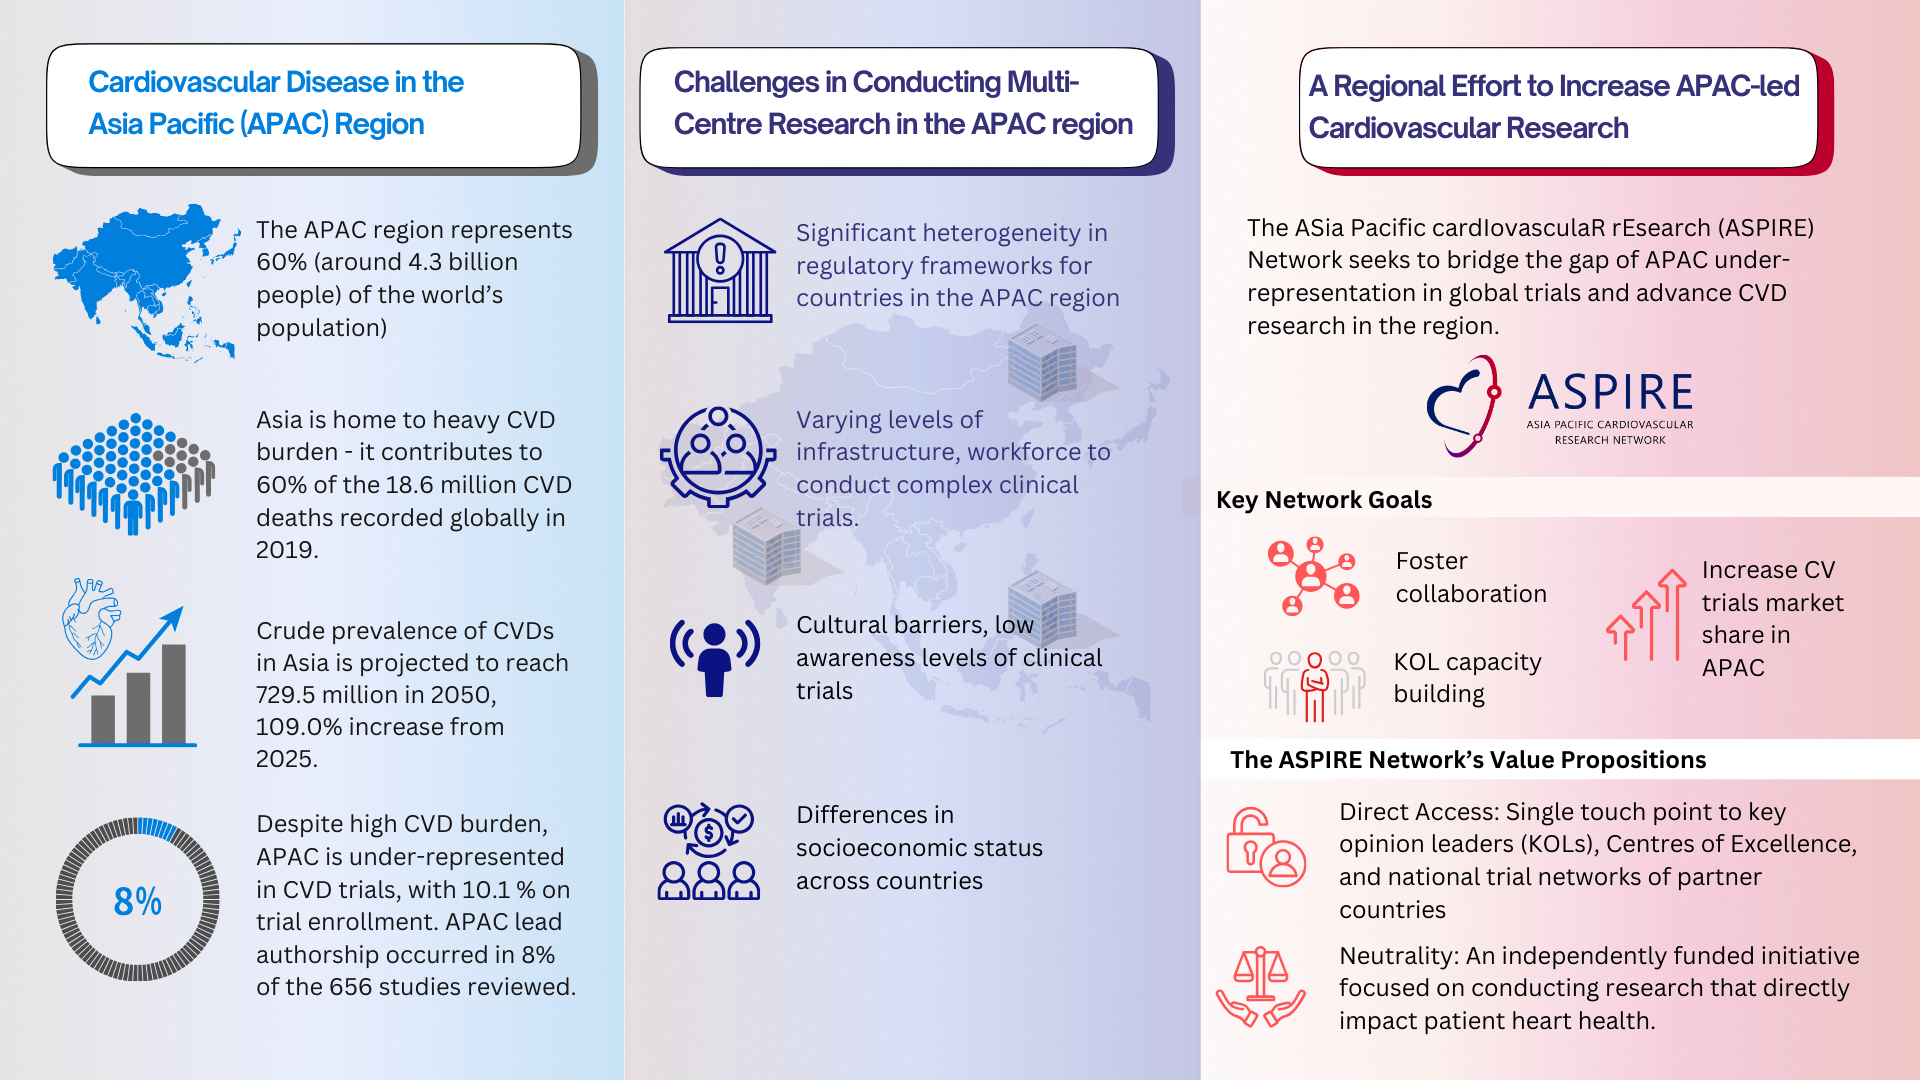 Cardiovascular Disease in the
Asia Pacific (APAC) Region
The APAC region represents
60% (around 4.3 billion
people) of the world's
population)
Asia is home to heavy CVD
burden - it contributes to
60% of the 18.6 million CVD
deaths recorded globally in
2019.
Crude prevalence of CVDs
in Asia is projected to reach
729.5 million in 2050,
109.0% increase from
2025.
8%
Despite high CVD burden,
APAC is under-represented
in CVD trials, with 10.1 % on
trial enrollment. APAC lead
authorship occurred in 8%
of the 656 studies reviewed.
Challenges in Conducting Multi-
Centre Research in the APAC region
Significant heterogeneity in
regulatory frameworks for
countries in the APAC region
Varying levels of
infrastructure, workforce to
conduct complex clinical
trials.
Cultural barriers, low
awareness levels of clinical
trials
Differences in
socioeconomic status
across countries
A Regional Effort to Increase APAC-led
Cardiovascular Research
The ASia Pacific cardIovasculaR rEsearch (ASPIRE)
Network seeks to bridge the gap of APAC under-
representation in global trials and advance CVD
research in the region.
ASPIRE
ASIA PACIFIC CARDIOVASCULAR
RESEARCH NETWORK
Key Network Goals
Foster
collaboration
KOL capacity
building
Increase CV
trials market
share in
APAC
The ASPIRE Network's Value Propositions
Direct Access: Single touch point to key
opinion leaders (KOLs), Centres of Excellence,
and national trial networks of partner
countries
Neutrality: An independently funded initiative
focused on conducting research that directly
impact patient heart health.